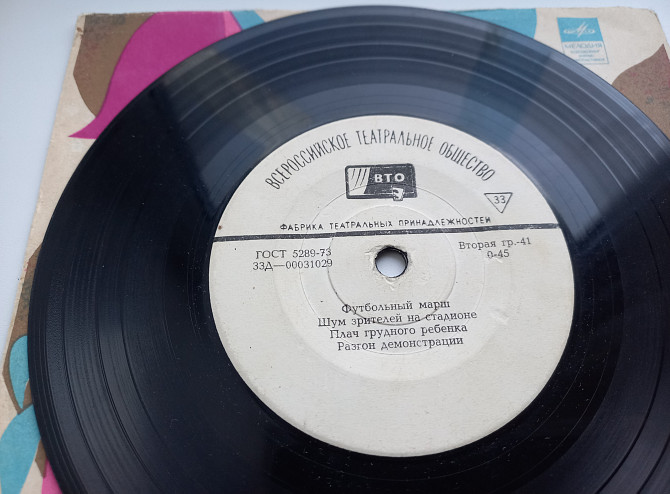 МЕЛОДИЯ
ВСЕРОССИЙСКОЕ ТЕАТРАЛЬНОЕ ОБЩЕСТВО
ВТО
33
ФАБРИКА ТЕАТРАЛЬНЫХ ПРИНАДЛЕЖНОСТЕЙ
ГОСТ 5289-73
33Д—00031029
Вторая гр.-41
0-45
Футбольный марш
Шум зрителей на стадионе
Плач грудного ребенка
Разгон демонстрации